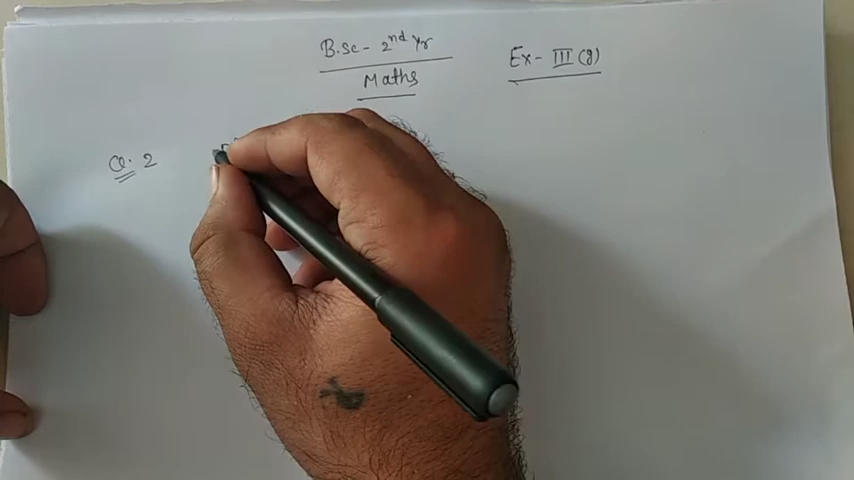 B.Sc - 2nd Yr
Maths
Ex - III (g)
Q. 2